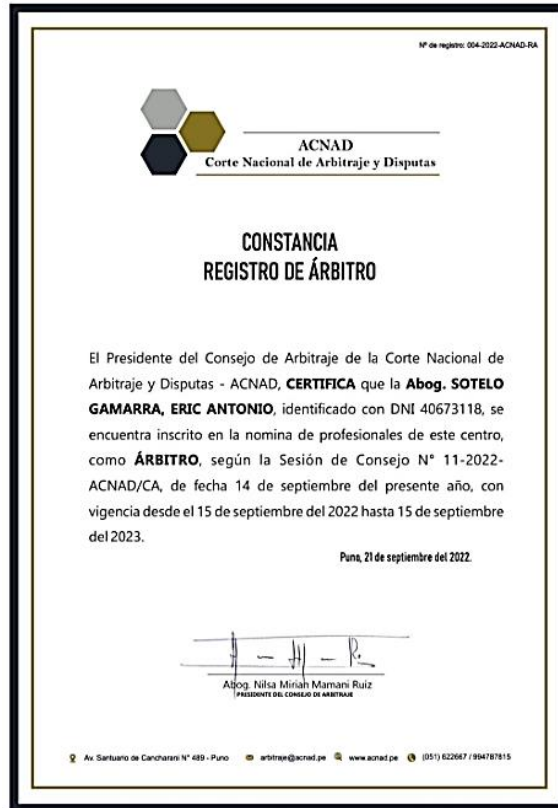 N° de registro: 004-2022-ACNAD-RA
ACNAD
Corte Nacional de Arbitraje y Disputas
CONSTANCIA
REGISTRO DE ÁRBITRO
El Presidente del Consejo de Arbitraje de la Corte Nacional de
Arbitraje y Disputas - ACNAD, CERTIFICA que la Abog. SOTELO
GAMARRA, ERIC ANTONIO, identificado con DNI 40673118, se
encuentra inscrito en la nomina de profesionales de este centro,
como ÁRBITRO, según la Sesión de Consejo N° 11-2022-
ACNAD/CA, de fecha 14 de septiembre del presente año, con
vigencia desde el 15 de septiembre del 2022 hasta 15 de septiembre
del 2023.
Puno, 21 de septiembre del 2022.
Abog. Nilsa Mirian Mamani Ruiz
PRESIDENTE DEL CONSEJO DE ARBITRAJE
Av. Santuario de Cancharani N° 489 - Puno arbitraje@acnad.pe www.acnad.pe (051) 622667 / 994787815